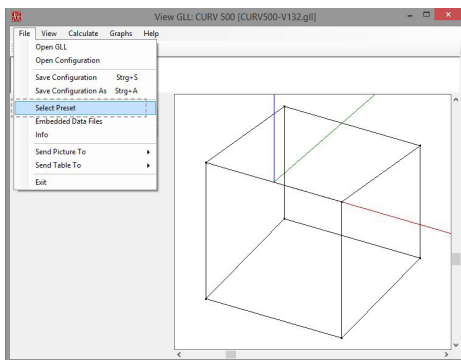 View GLL: CURV 500 [CURV500-V132.gll]
File View Calculate Graphs Help
Open GLL
Open Configuration
Save Configuration Strg+S
Save Configuration As Strg+A
Select Preset
Embedded Data Files
Info
Send Picture To
Send Table To
Exit